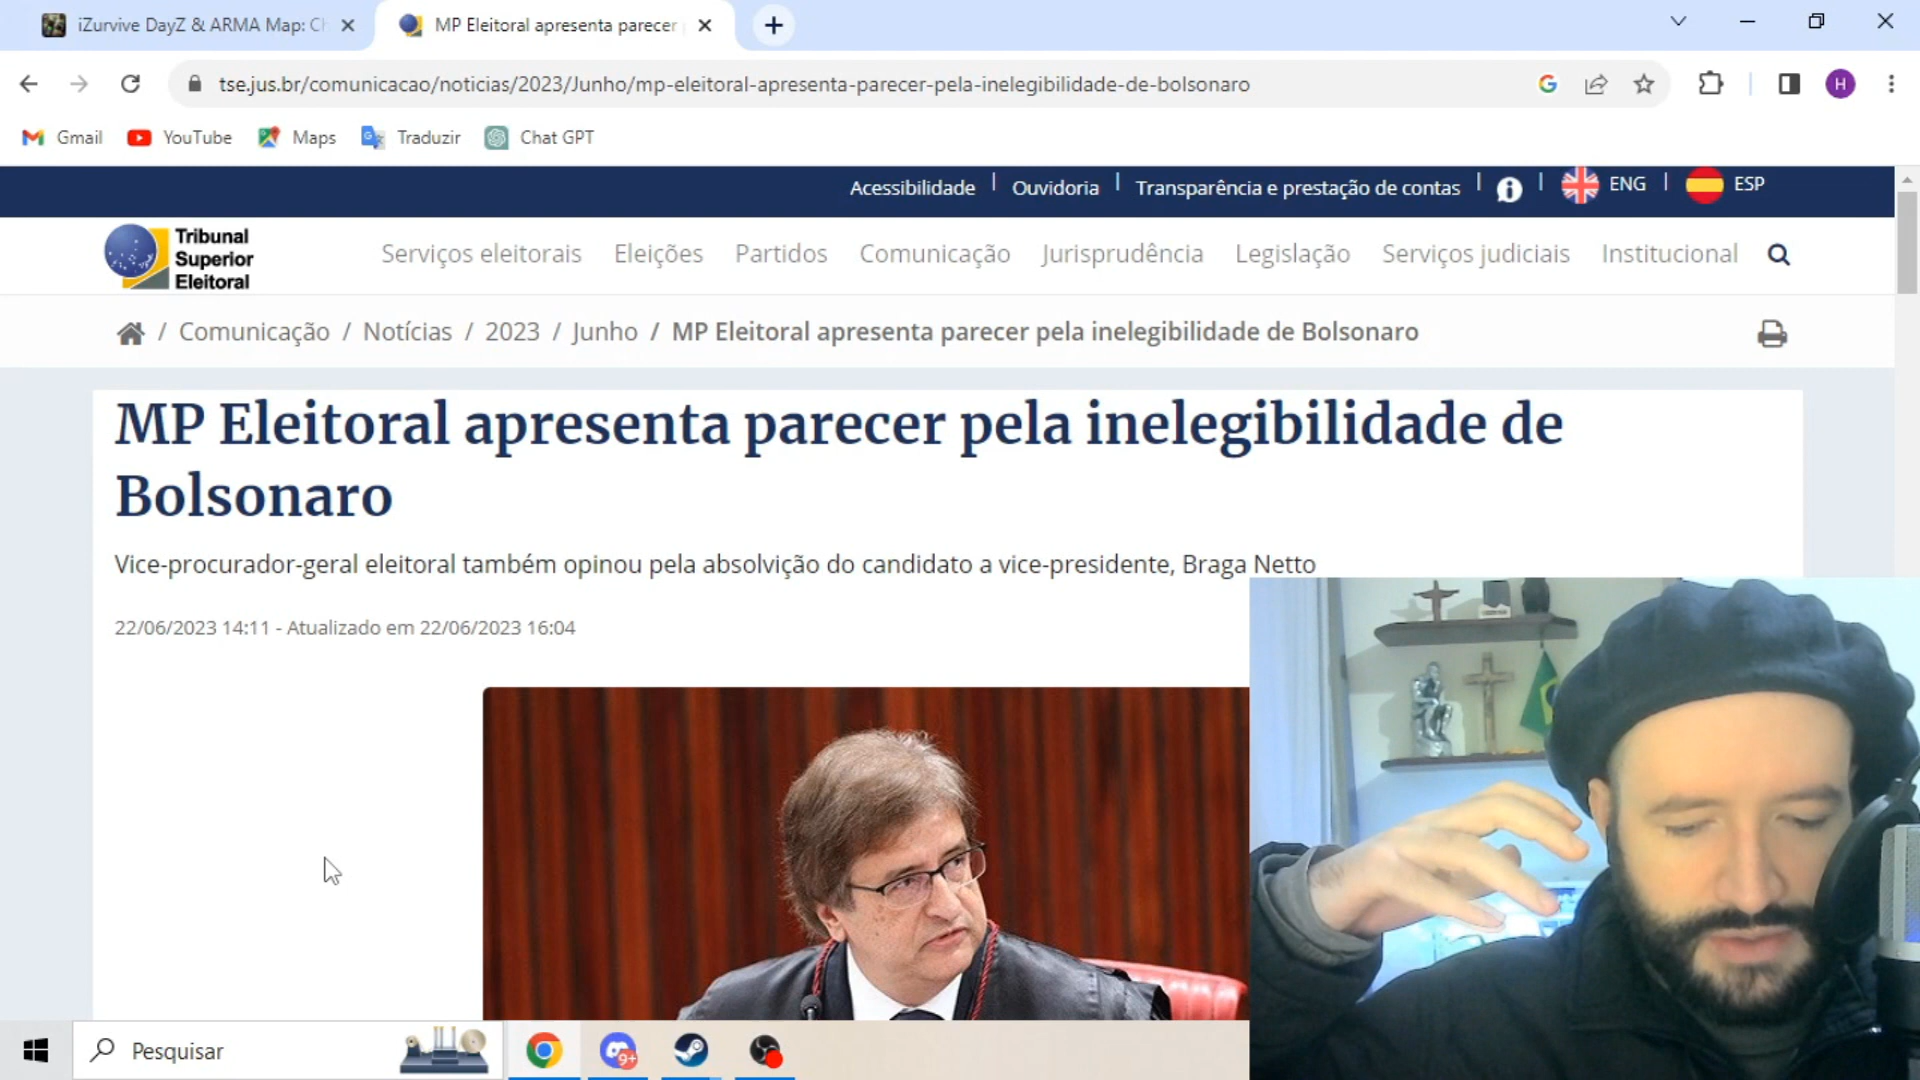 iZurvive DayZ & ARMA Map: Ch
MP Eleitoral apresenta parecer
tse.jus.br/comunicacao/noticias/2023/Junho/mp-eleitoral-apresenta-parecer-pela-inelegibilidade-de-bolsonaro
H
Gmail
YouTube
Maps
Traduzir
Chat GPT
Acessibilidade | Ouvidoria | Transparência e prestação de contas | | ENG | ESP
Tribunal
Superior
Eleitoral
Serviços eleitorais Eleições Partidos Comunicação Jurisprudência Legislação Serviços judiciais Institucional
/ Comunicação / Notícias / 2023 / Junho / MP Eleitoral apresenta parecer pela inelegibilidade de Bolsonaro
MP Eleitoral apresenta parecer pela inelegibilidade de
Bolsonaro
Vice-procurador-geral eleitoral também opinou pela absolvição do candidato a vice-presidente, Braga Netto
22/06/2023 14:11 - Atualizado em 22/06/2023 16:04
Pesquisar
9+